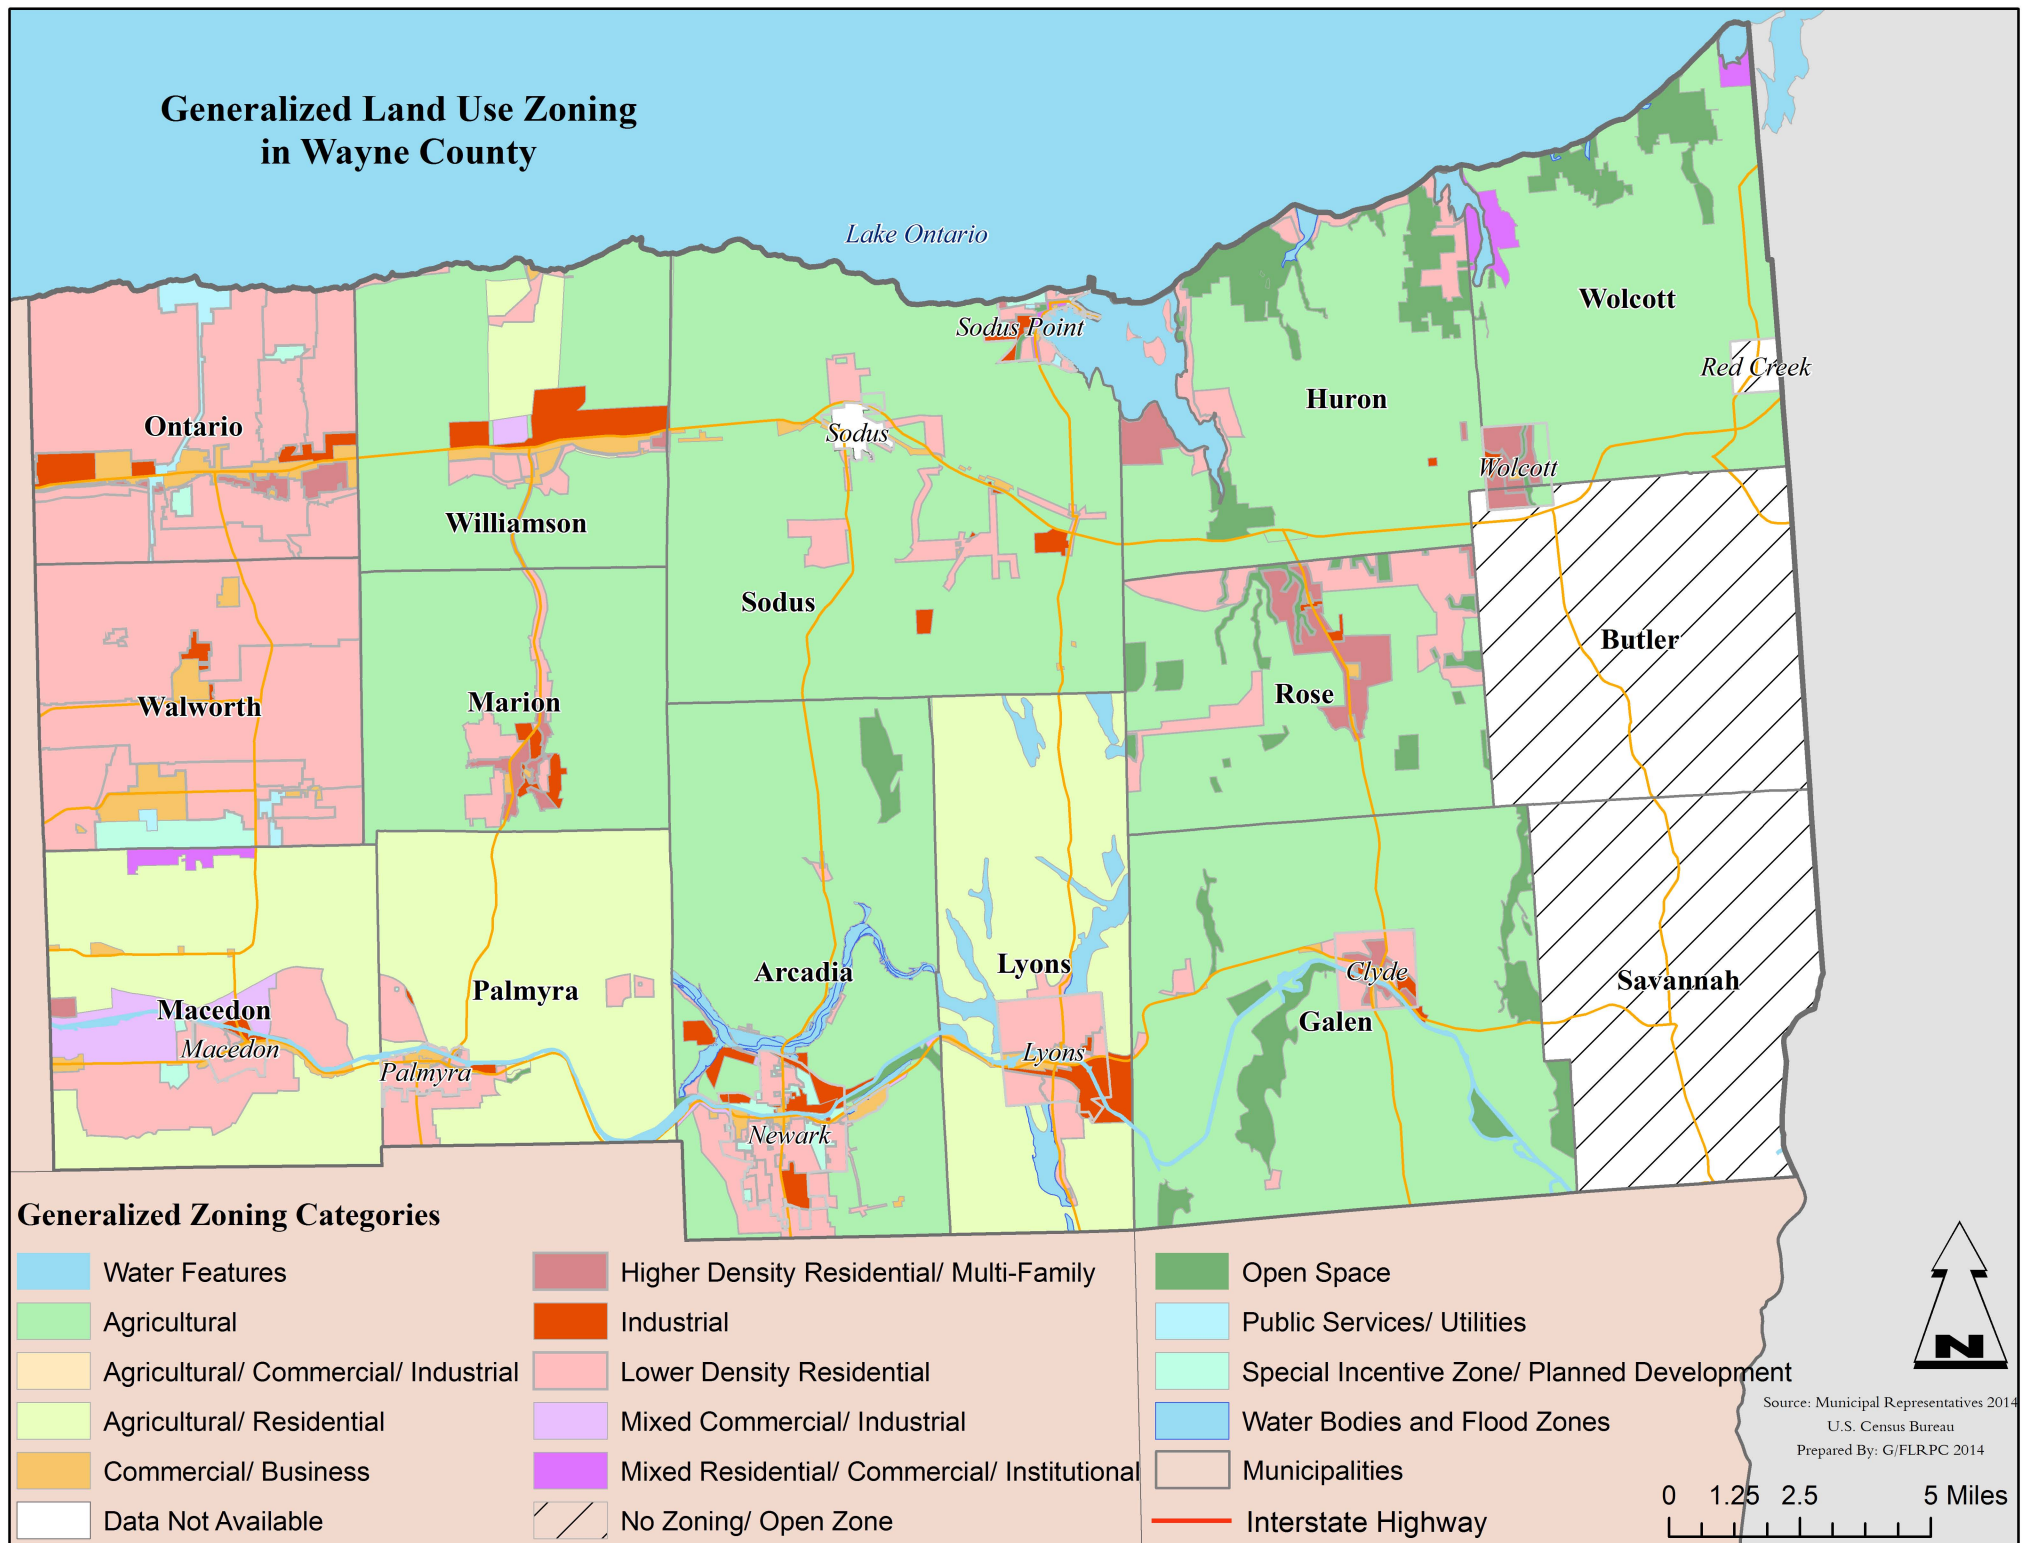 Generalized Land Use Zoning
in Wayne County
Lake Ontario
Wolcott
Sodus Point
Red Creek
Huron
Ontario
Sodus
Wolcott
Williamson
Sodus
Butler
Rose
Marion
Walworth
Lyons
Arcadia
Clyde
Savannah
Palmyra
Macedon
Galen
Macedon
Lyons
Palmyra
Newark
Generalized Zoning Categories
Water Features
Agricultural
Agricultural/ Commercial/ Industrial
Agricultural/ Residential
Commercial/ Business
Data Not Available
Higher Density Residential/ Multi-Family
Industrial
Lower Density Residential
Mixed Commercial/ Industrial
Mixed Residential/ Commercial/ Institutional
No Zoning/ Open Zone
Open Space
Public Services/ Utilities
Special Incentive Zone/ Planned Development
Water Bodies and Flood Zones
Municipalities
Interstate Highway
N
Source: Municipal Representatives 2014
U.S. Census Bureau
Prepared By: G/FLRPC 2014
0 1.25 2.5 5 Miles